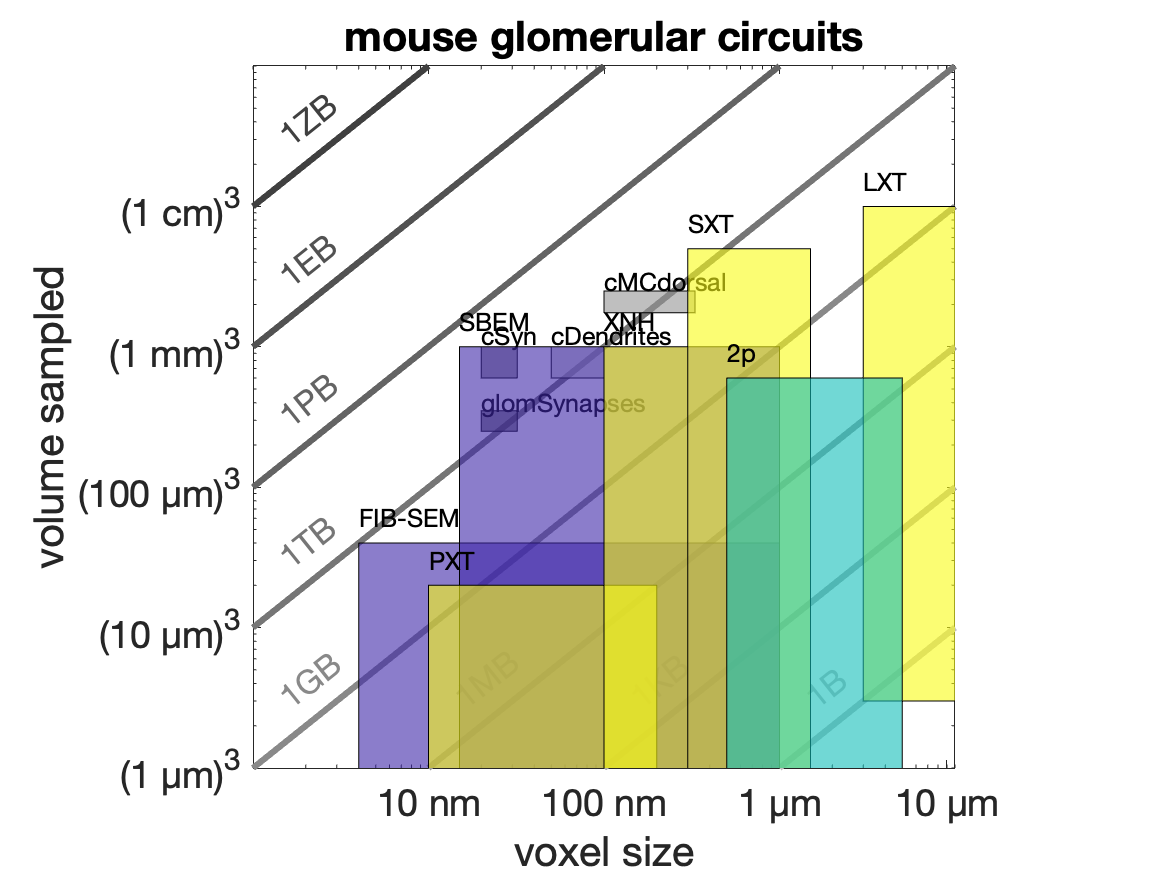 mouse glomerular circuits
1ZB
LXT
(1 cm)3
SXT
1EB
cMCdorsal
SBEM
XNH
cSyn
cDendrites
(1 mm)3
2p
1PB
glomSynapses
(100 µm)3
FIB-SEM
1TB
PXT
(10 µm)3
1GB
1MB
1KB
1B
(1 µm)3
10 nm
100 nm
1 µm
10 µm
voxel size
volume sampled